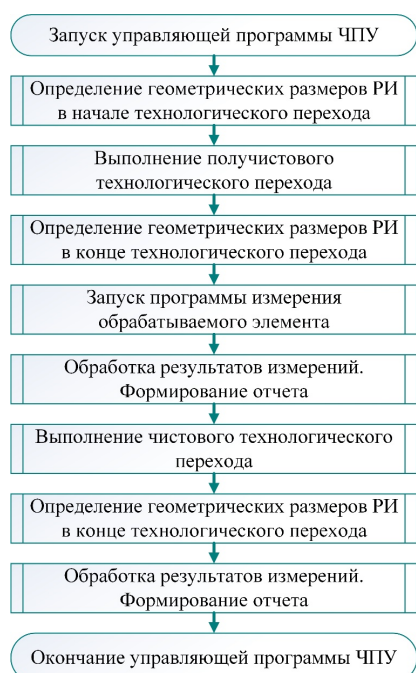 Запуск управляющей программы ЧПУ
Определение геометрических размеров РИ
в начале технологического перехода
Выполнение получистового
технологического перехода
Определение геометрических размеров РИ
в конце технологического перехода
Запуск программы измерения
обрабатываемого элемента
Обработка результатов измерений.
Формирование отчета
Выполнение чистового технологического
перехода
Определение геометрических размеров РИ
в конце технологического перехода
Обработка результатов измерений.
Формирование отчета
Окончание управляющей программы ЧПУ